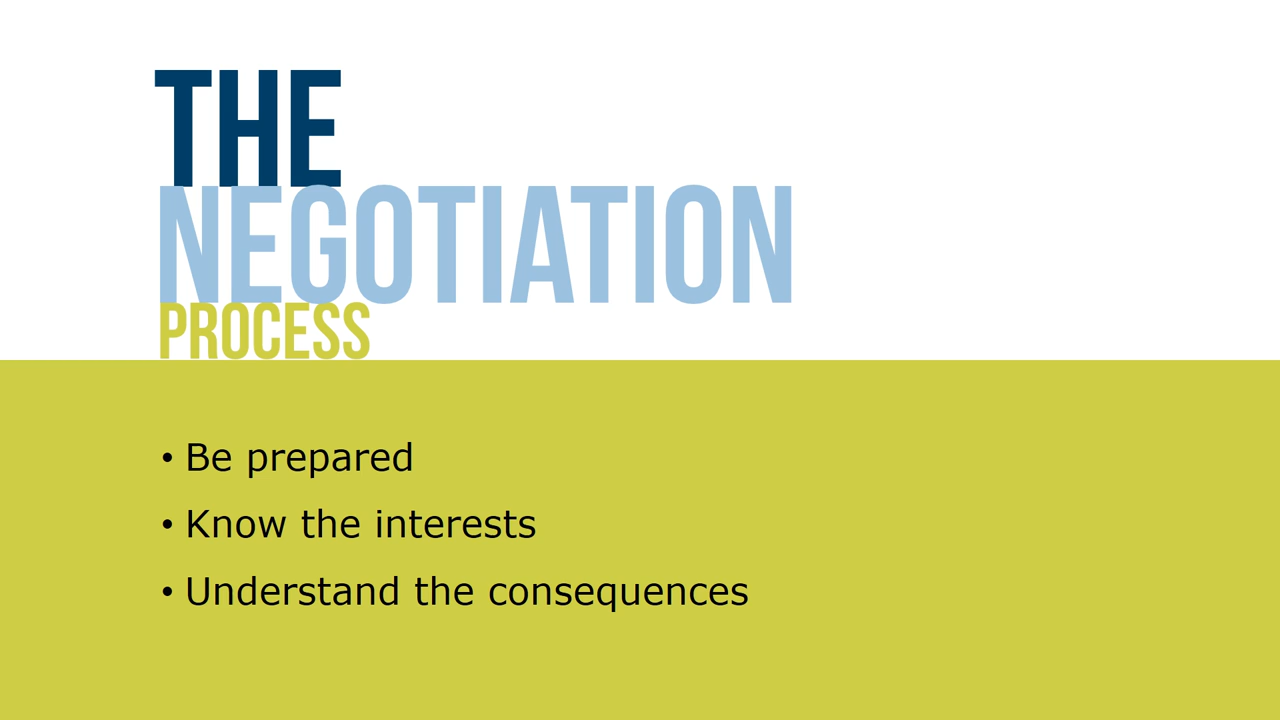 THE
NEGOTIATION
PROCESS
• Be prepared
• Know the interests
• Understand the consequences